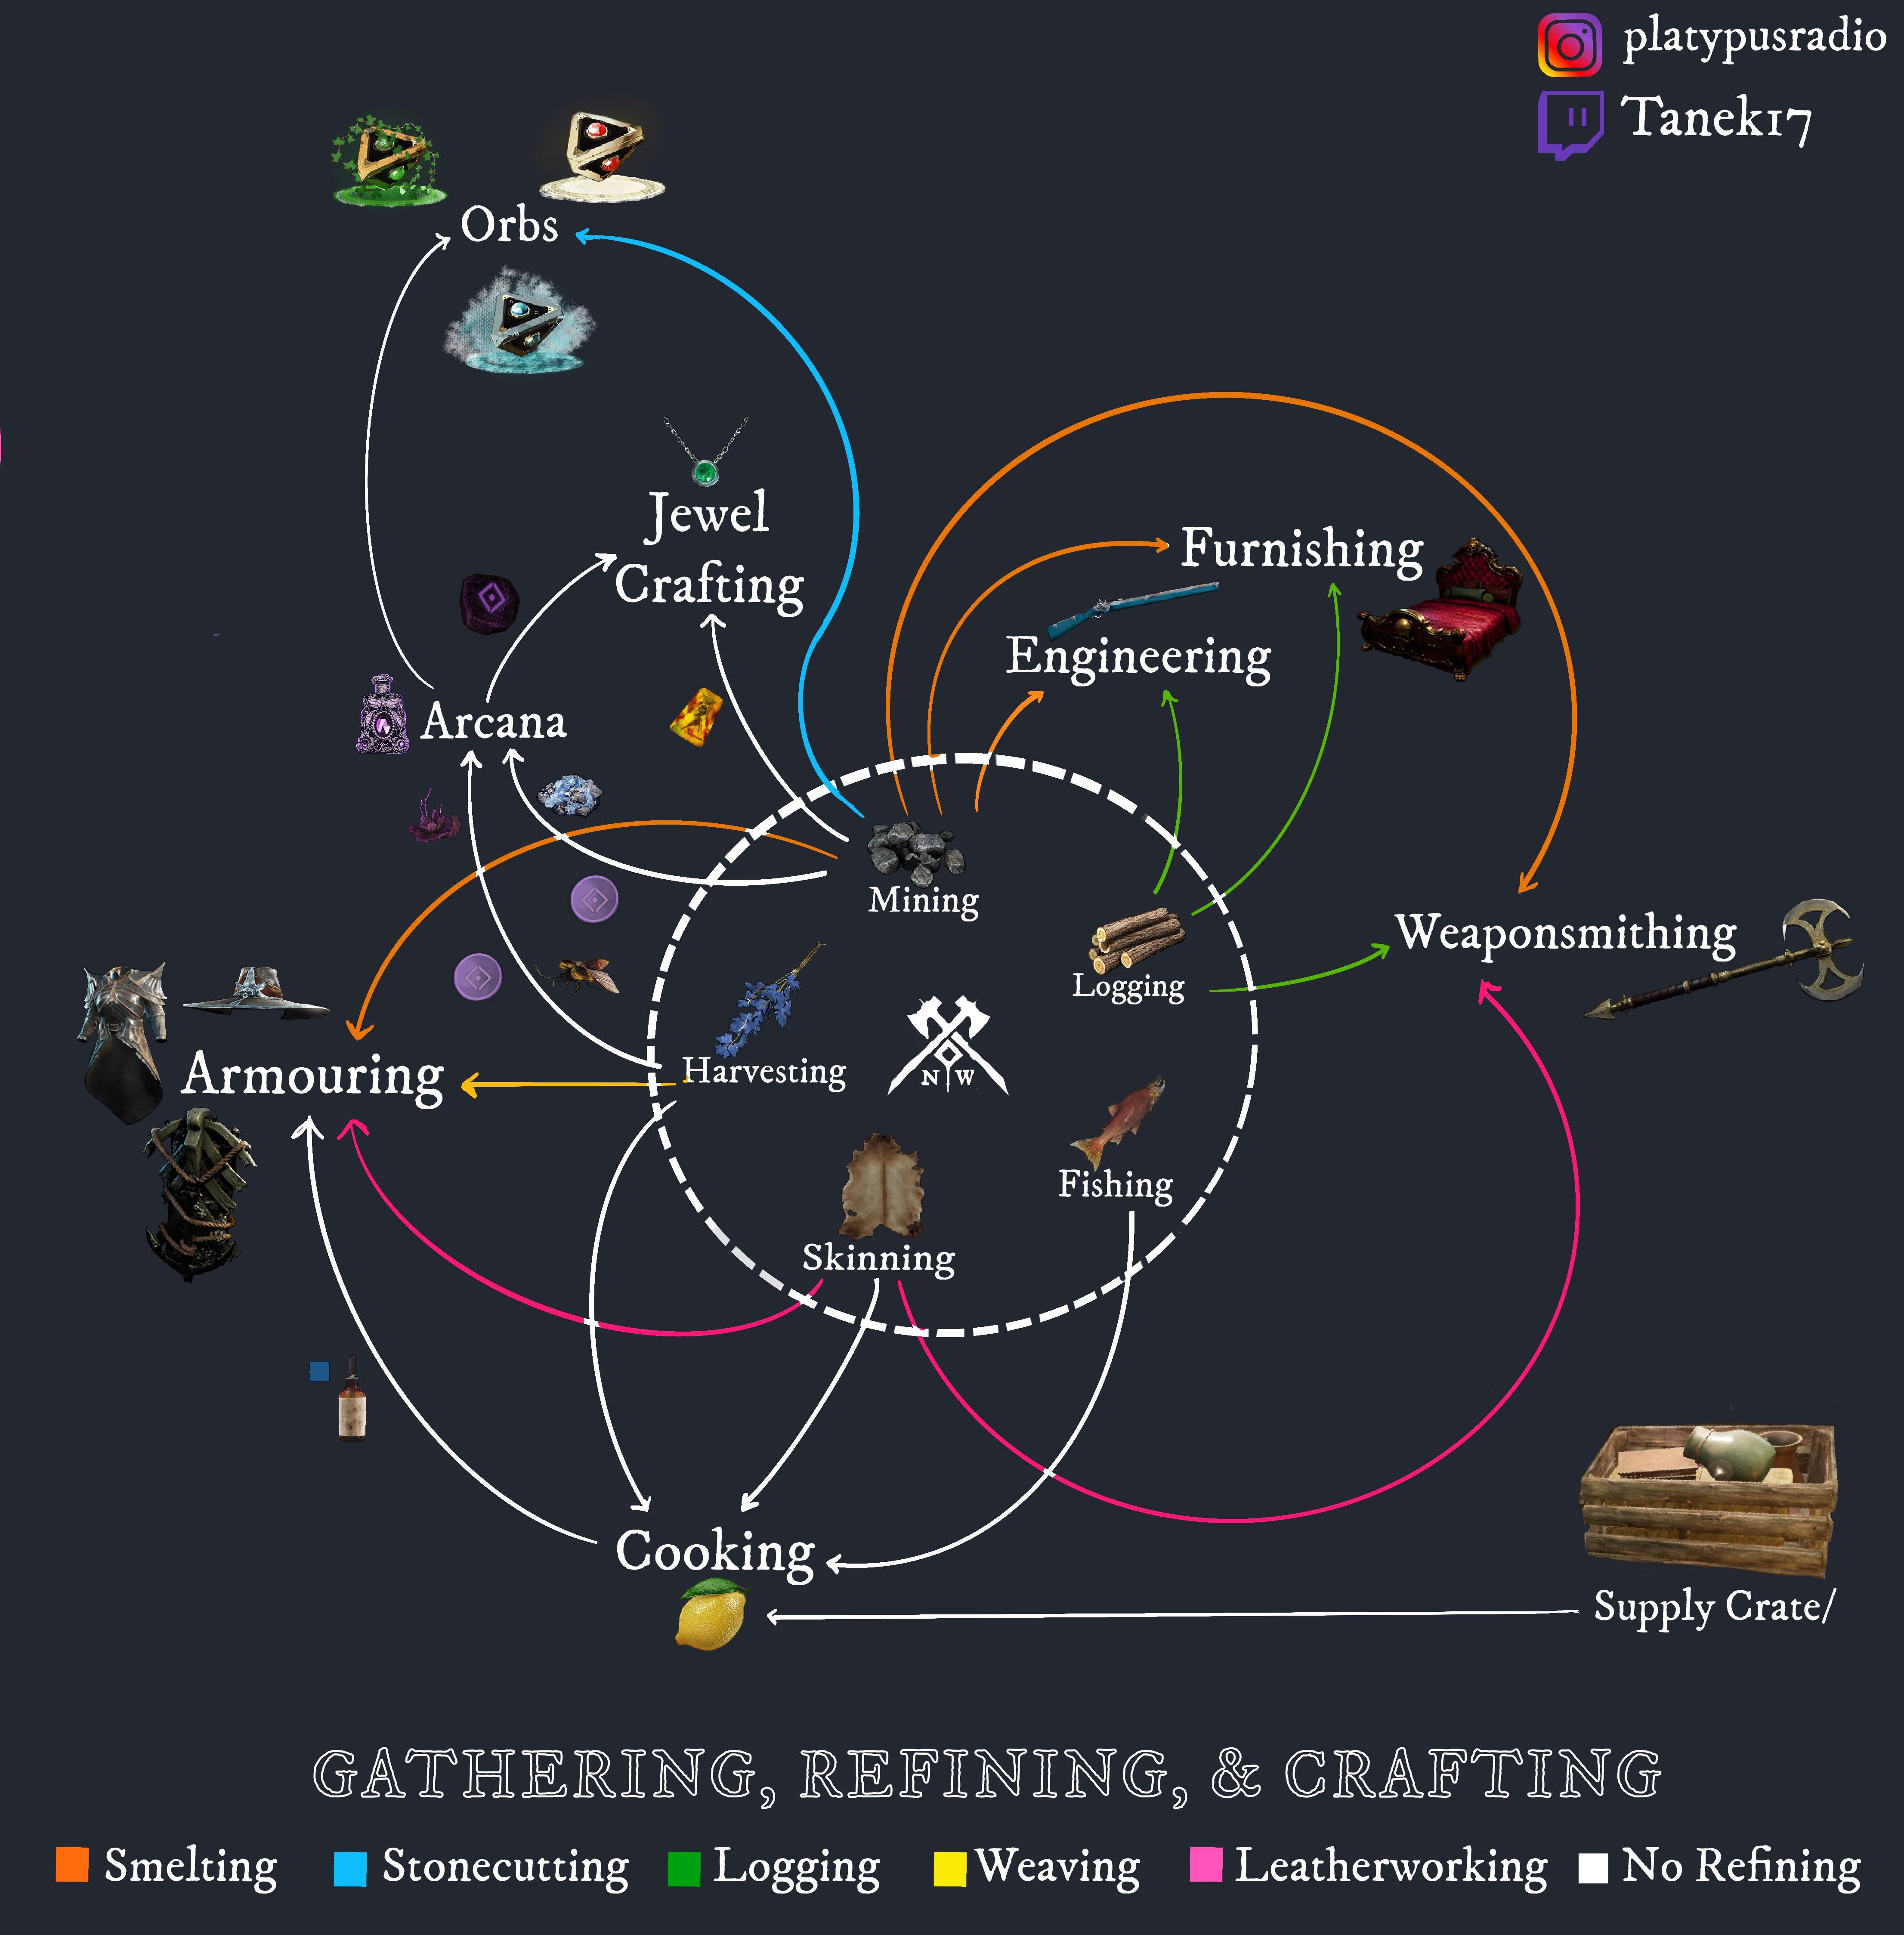 platypusradio
Tanek17
Orbs
Jewel
Crafting
Furnishing
Engineering
Arcana
Mining
Weaponsmithing
Logging
Harvesting
N W
Armouring
Fishing
Skinning
Cooking
Supply Crate/
GATHERING, REFINING, & CRAFTING
Smelting
Stonecutting
Logging
Weaving
Leatherworking
No Refining